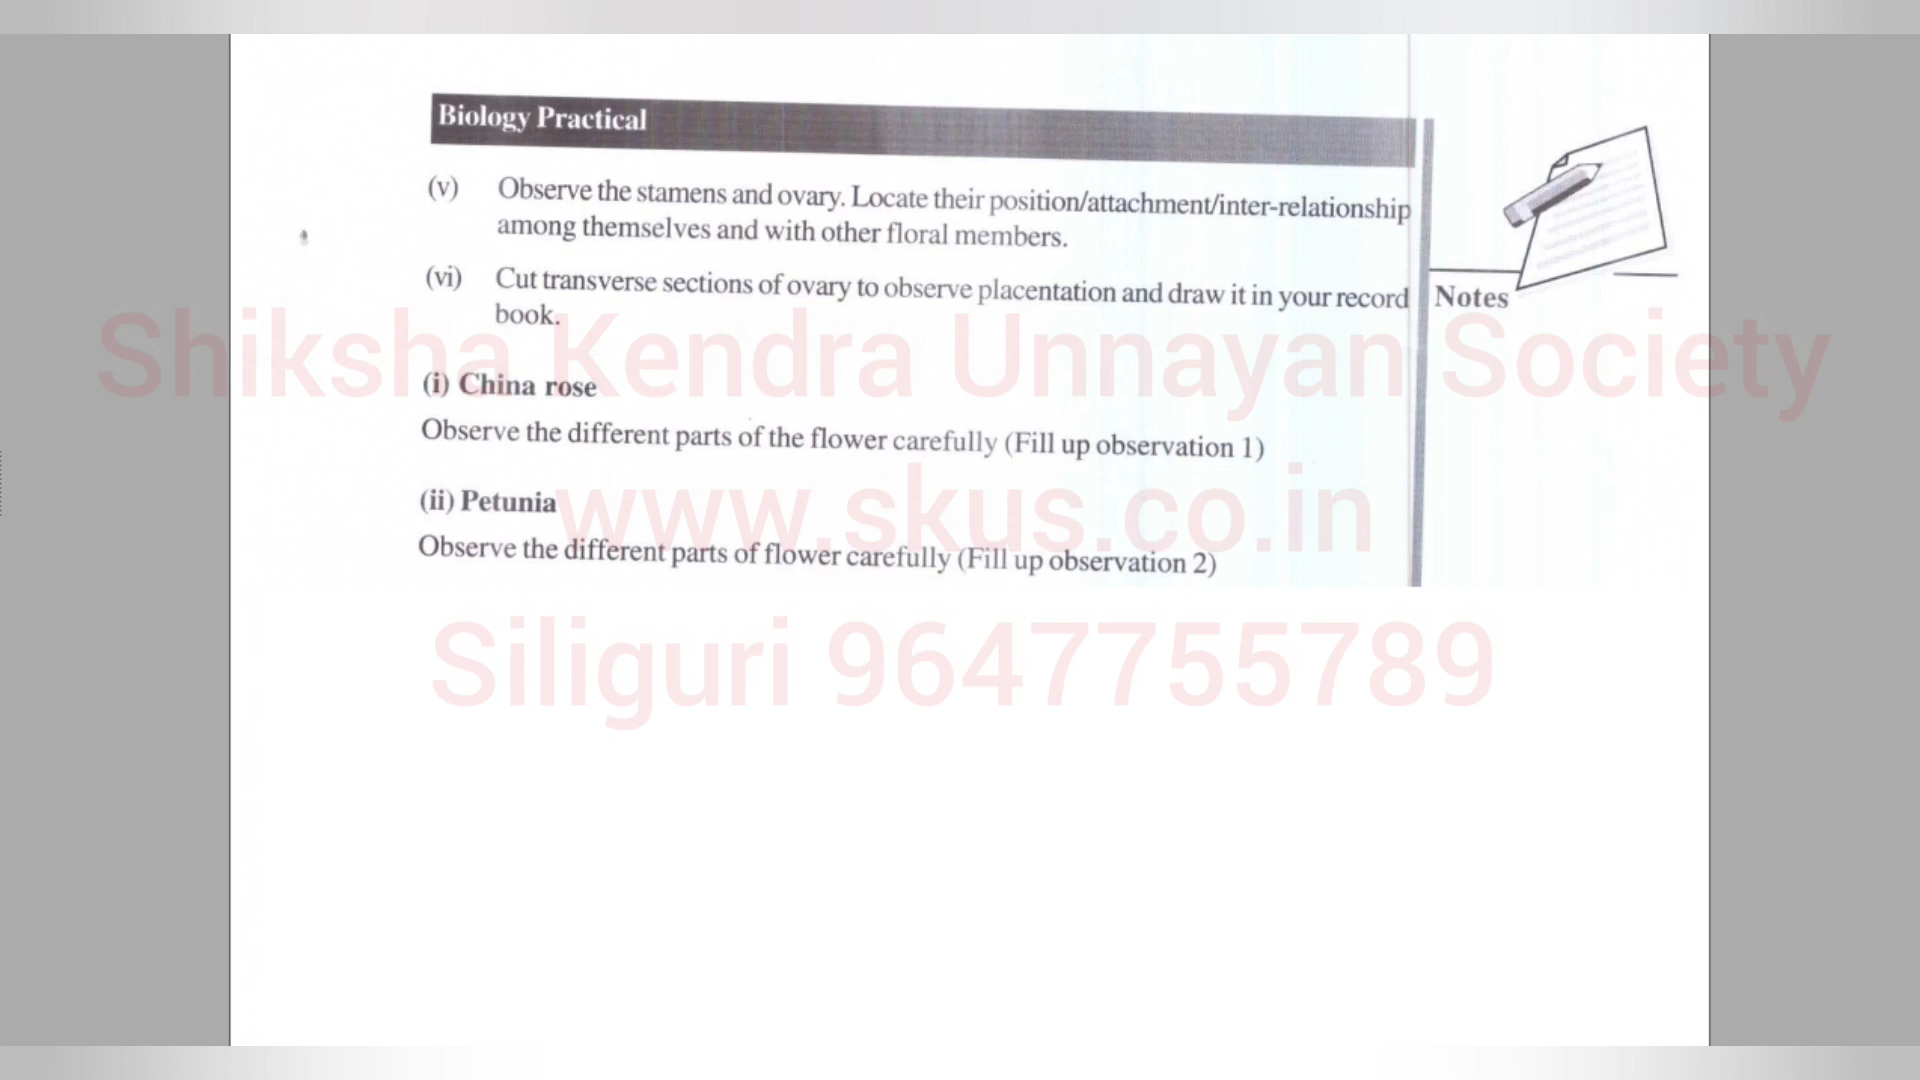 Biology Practical
(v) Observe the stamens and ovary. Locate their position/attachment/inter-relationship
among themselves and with other floral members.
(vi) Cut transverse sections of ovary to observe placentation and draw it in your record
book.
Notes
(i) China rose
Observe the different parts of the flower carefully (Fill up observation 1)
(ii) Petunia
Observe the different parts of flower carefully (Fill up observation 2)
Shiksha Kendra Unnayan Society
www.skus.co.in
Siliguri 9647755789